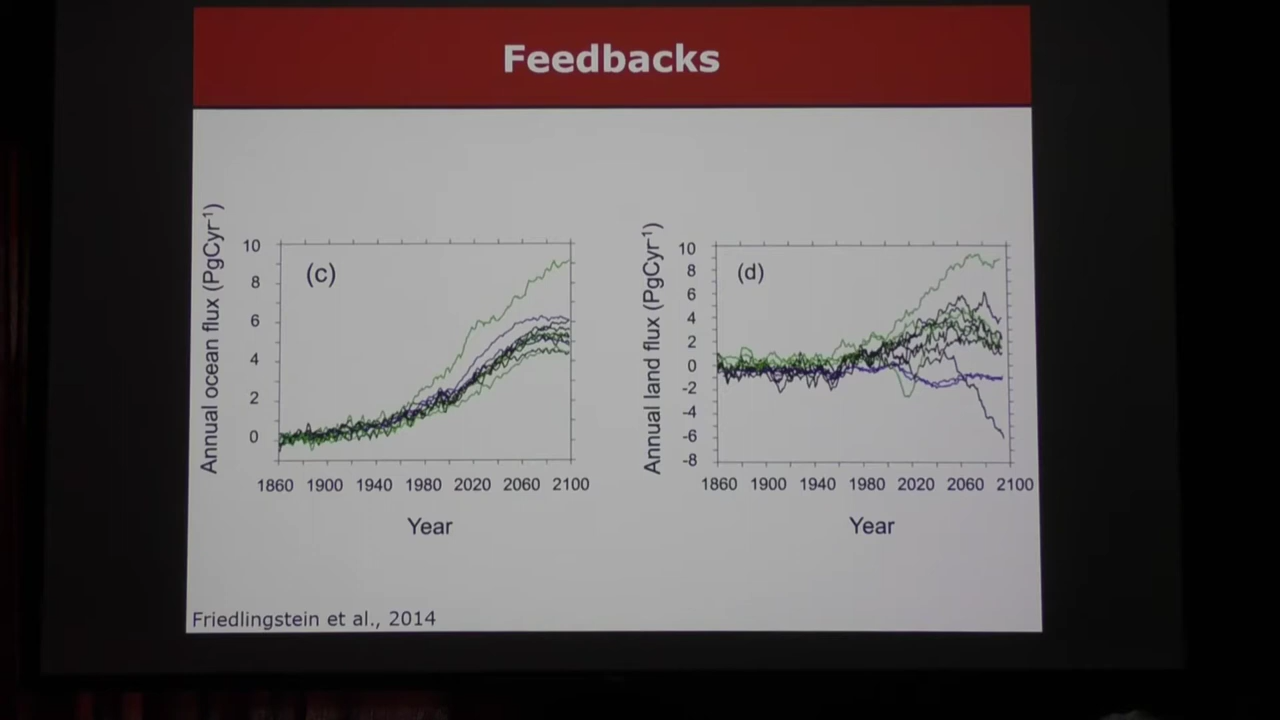 Feedbacks
Annual ocean flux (PgCyr⁻¹)
10
8
6
4
2
0
(c)
1860 1900 1940 1980 2020 2060 2100
Year
Annual land flux (PgCyr⁻¹)
10
8
6
4
2
0
-2
-4
-6
-8
(d)
1860 1900 1940 1980 2020 2060 2100
Year
Friedlingstein et al., 2014